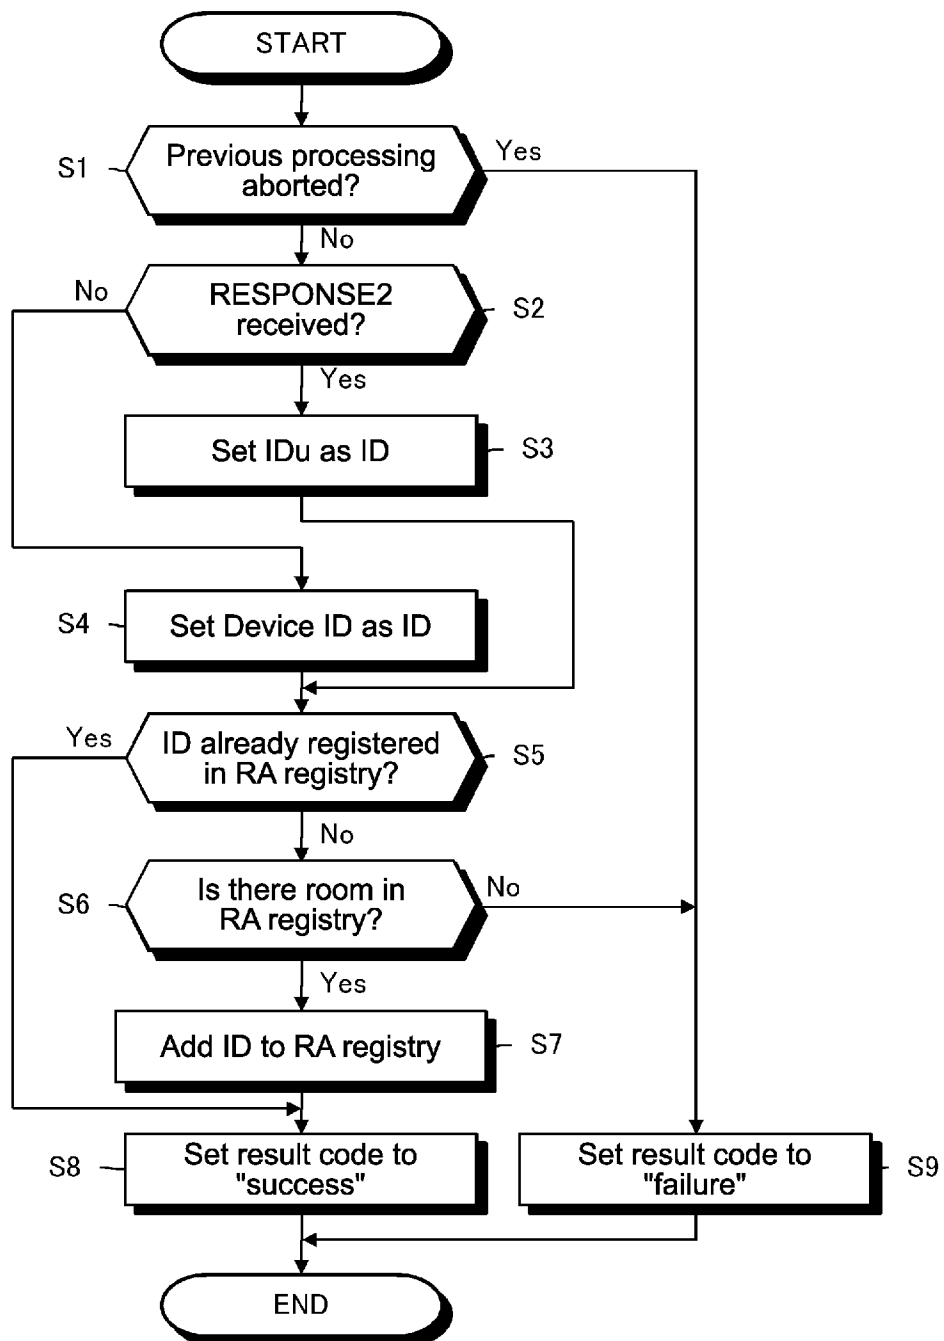 START
S1
Previous processing
aborted?
Yes
No
No
RESPONSE2
received?
S2
Yes
Set IDu as ID
S3
S4
Set Device ID as ID
Yes
ID already registered
in RA registry?
S5
No
S6
Is there room in
RA registry?
No
Yes
Add ID to RA registry
S7
S8
Set result code to
"success"
Set result code to
"failure"
S9
END